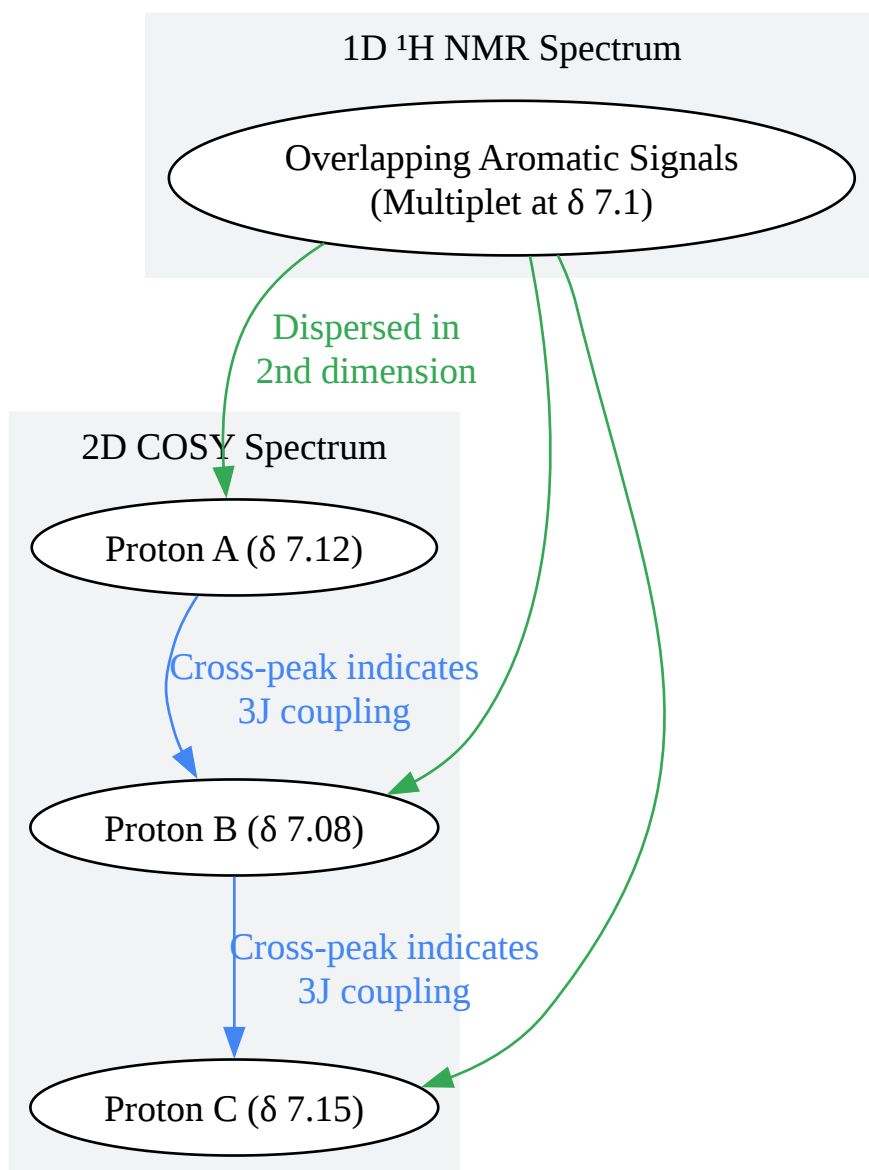 1D ¹H NMR Spectrum
Overlapping Aromatic Signals
(Multiplet at δ 7.1)
Dispersed in
2nd dimension
2D COSY Spectrum
Proton A (δ 7.12)
Cross-peak indicates
3J coupling
Proton B (δ 7.08)
Cross-peak indicates
3J coupling
Proton C (δ 7.15)